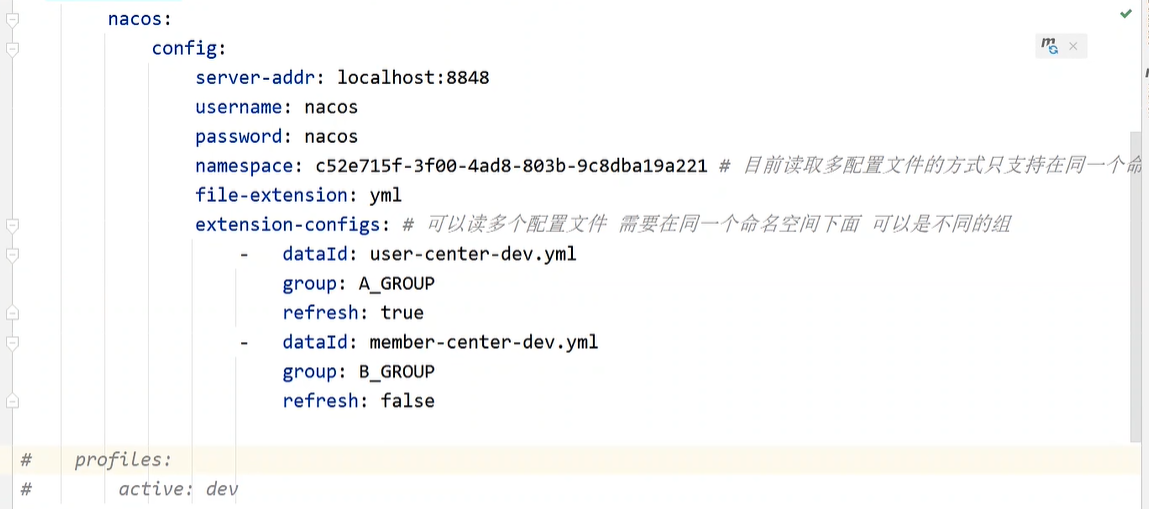 nacos:
config:
server-addr: localhost:8848
username: nacos
password: nacos
namespace: c52e715f-3f00-4ad8-803b-9c8dba19a221 # 目前读取多配置文件的方式只支持在同一个命
file-extension: yml
extension-configs: # 可以读多个配置文件 需要在同一个命名空间下面 可以是不同的组
- dataId: user-center-dev.yml
group: A_GROUP
refresh: true
- dataId: member-center-dev.yml
group: B_GROUP
refresh: false
# profiles:
# active: dev